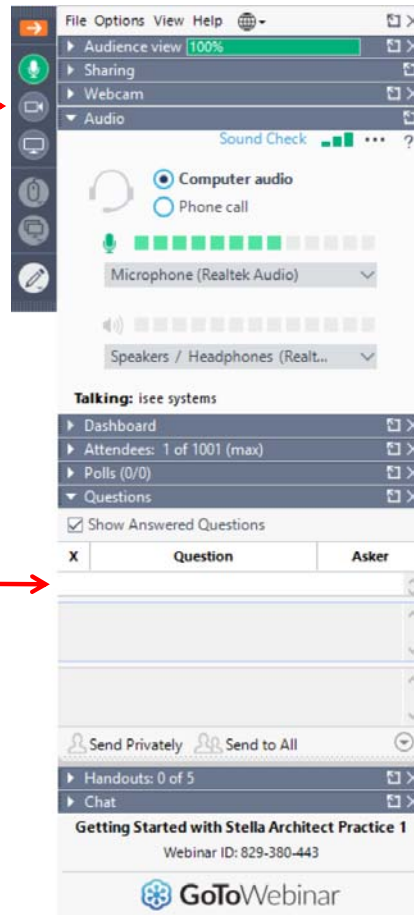 File Options View Help
Audience view 100%
Sharing
Webcam
Audio
Sound Check ?
Computer audio
Phone call
Microphone (Realtek Audio)
Speakers / Headphones (Realt...
Talking: isee systems
Dashboard
Attendees: 1 of 1001 (max)
Polls (0/0)
Questions
Show Answered Questions
X Question Asker
Send Privately Send to All
Handouts: 0 of 5
Chat
Getting Started with Stella Architect Practice 1
Webinar ID: 829-380-443
GoToWebinar